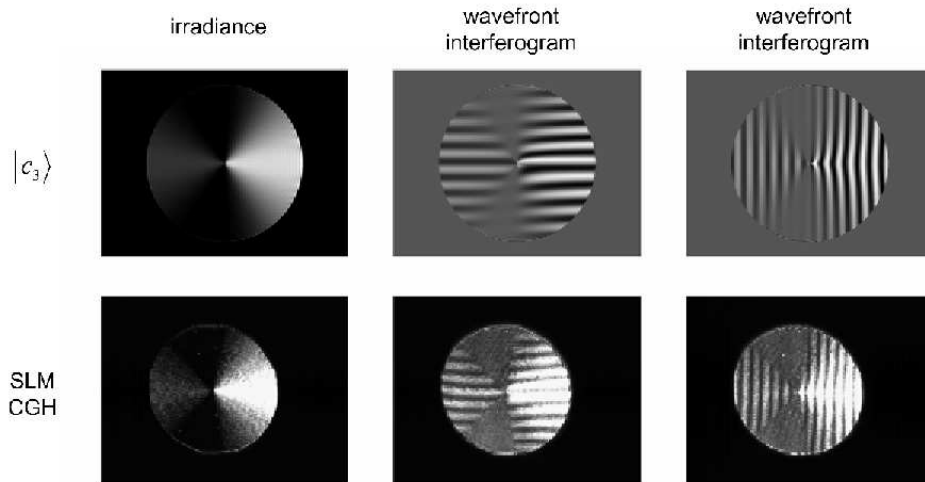 irradiance
wavefront
interferogram
wavefront
interferogram
|c₃⟩
SLM
CGH